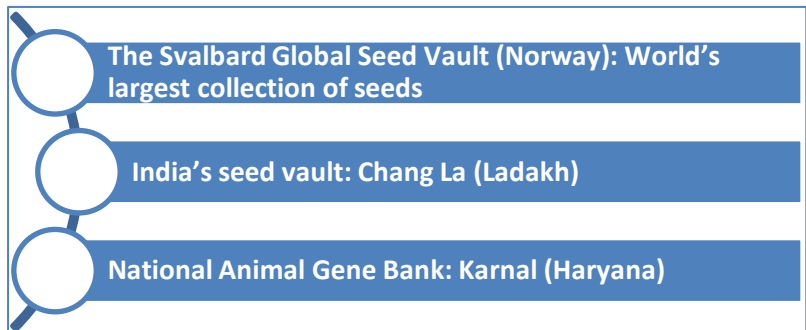 The Svalbard Global Seed Vault (Norway): World’s
largest collection of seeds
India’s seed vault: Chang La (Ladakh)
National Animal Gene Bank: Karnal (Haryana)